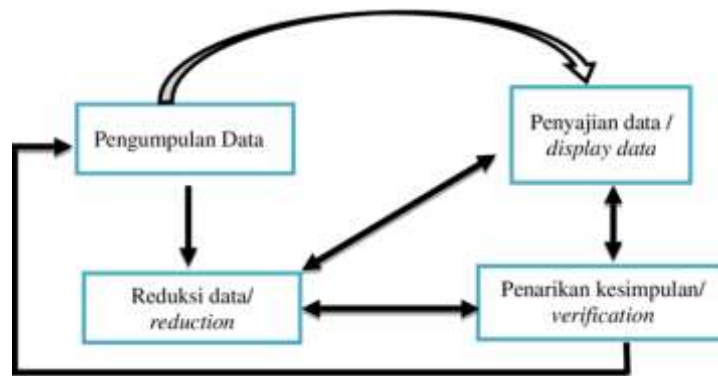 Pengumpulan Data
Penyajian data /
display data
Reduksi data/
reduction
Penarikan kesimpulan/
verification